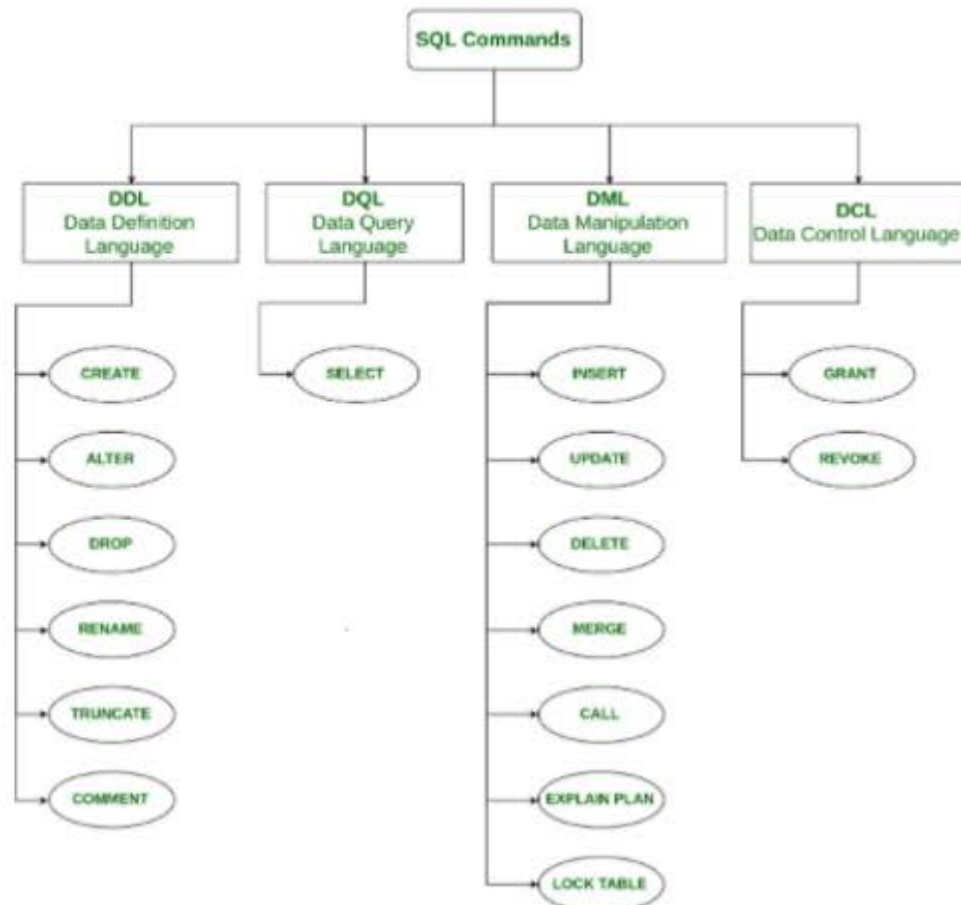 SQL Commands
DDL
Data Definition
Language
DQL
Data Query
Language
DML
Data Manipulation
Language
DCL
Data Control Language
CREATE
ALTER
DROP
RENAME
TRUNCATE
COMMENT
SELECT
INSERT
UPDATE
DELETE
MERGE
CALL
EXPLAIN PLAN
LOCK TABLE
GRANT
REVOKE